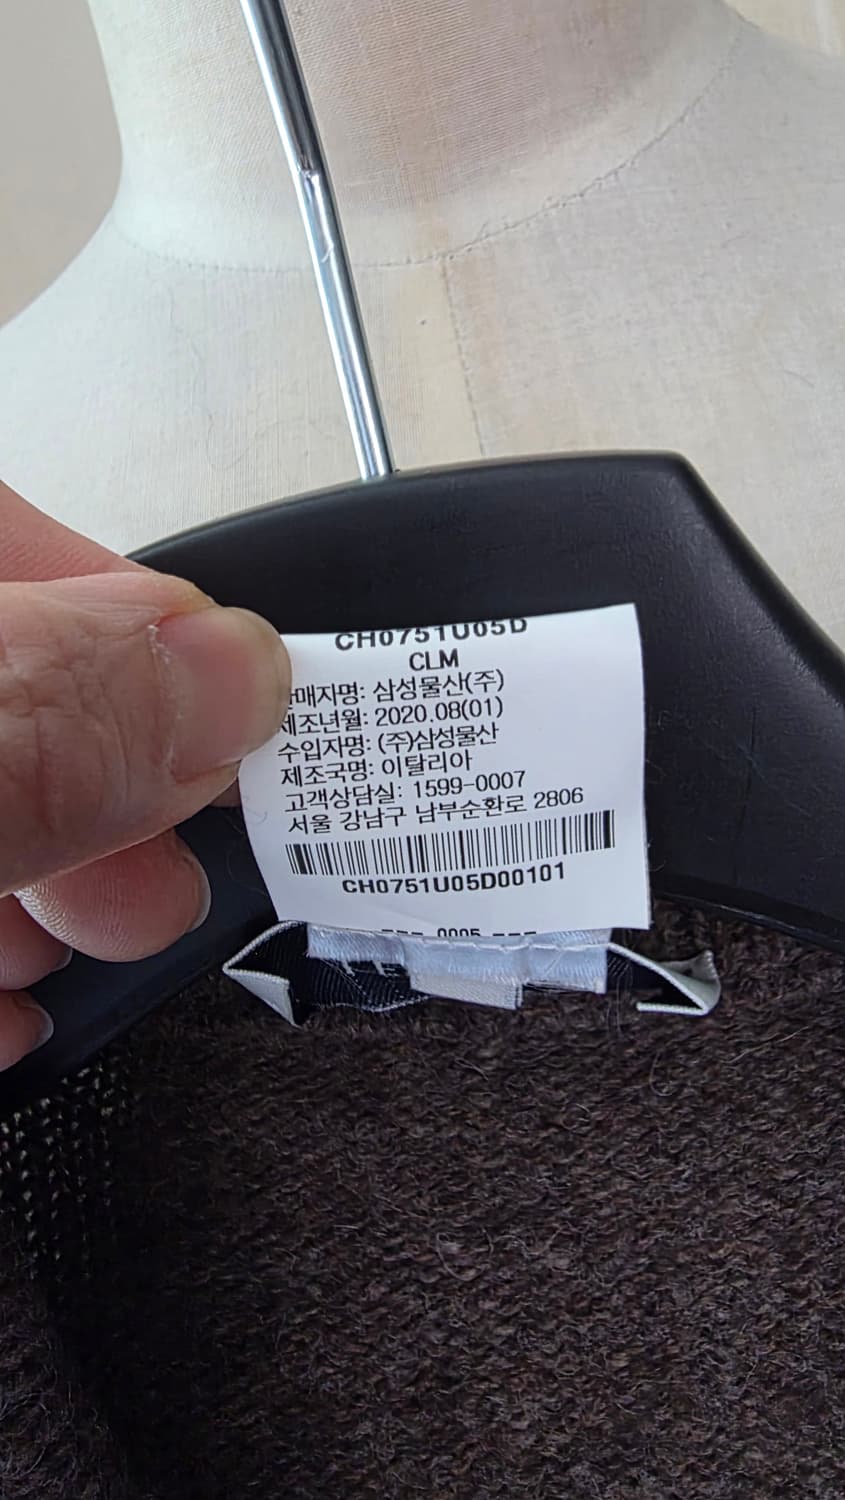 CH0751U05D
CLM
판매자명: 삼성물산(주)
제조년월: 2020.08(01)
수입자명: (주)삼성물산
제조국명: 이탈리아
고객상담실: 1599-0007
서울 강남구 남부순환로 2806
CH0751U05D00101
--- 0005 ---